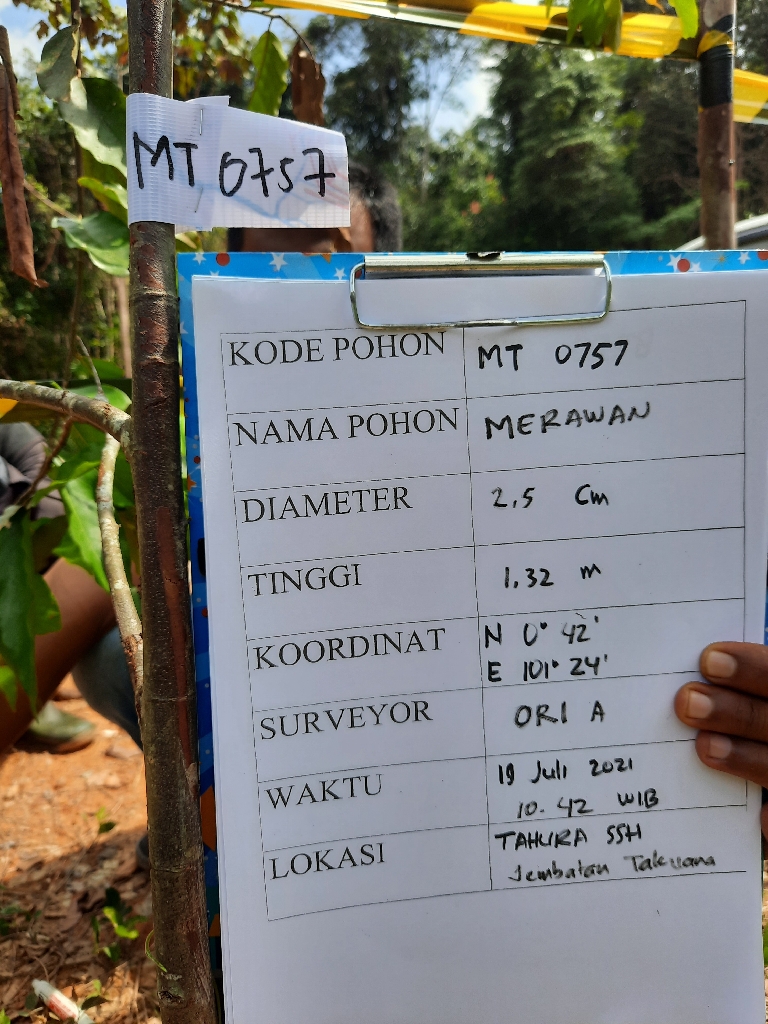 MT 0757
KODE POHON MT 0757
NAMA POHON MERAWAN
DIAMETER 2,5 Cm
TINGGI 1,32 m
KOORDINAT N 0° 42'
E 101° 24'
SURVEYOR ORI A
WAKTU 19 Juli 2021
10.42 WIB
LOKASI TAHURA SSH
Jembatan